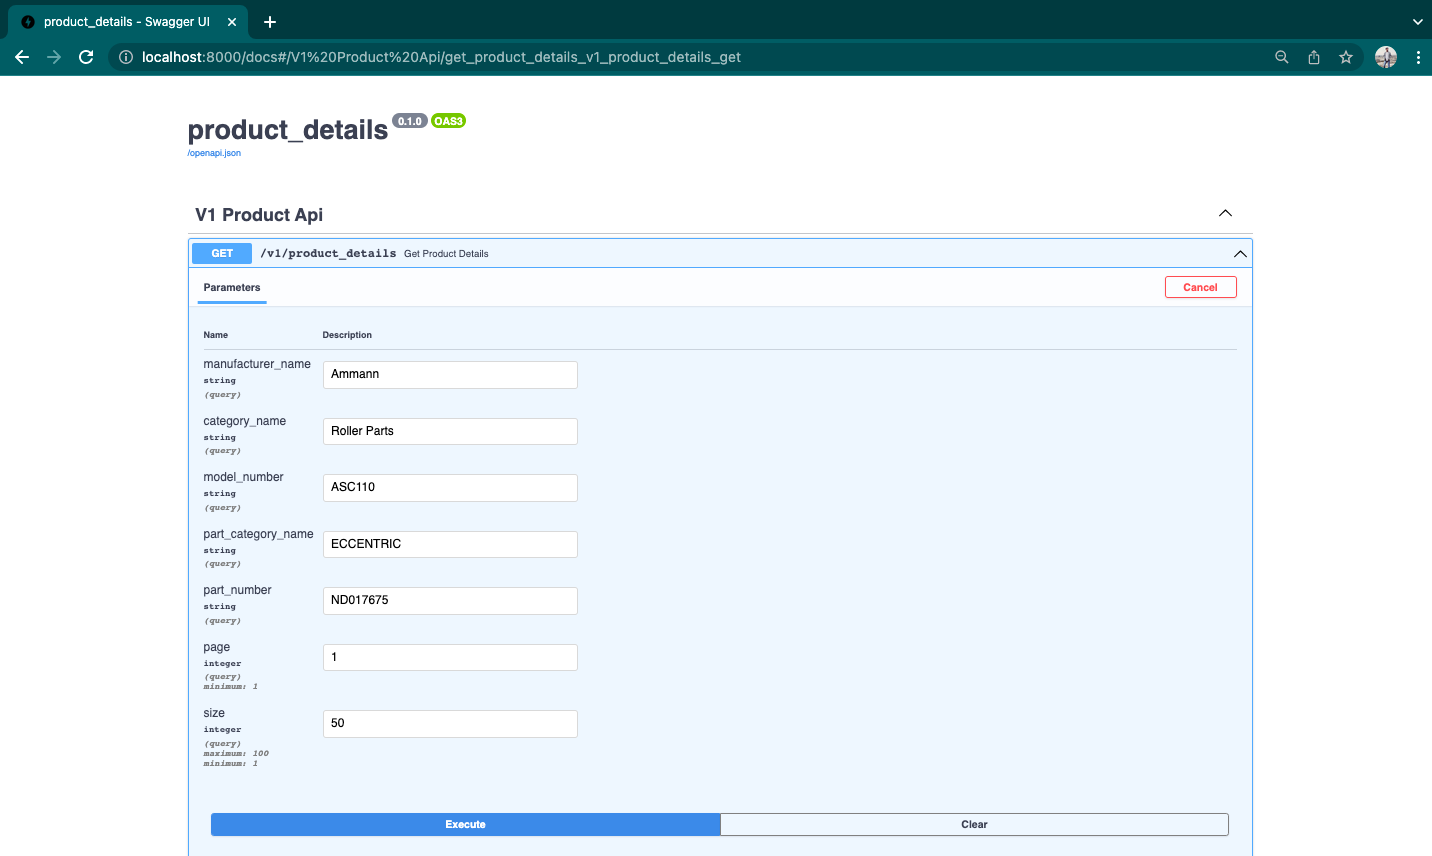 product_details - Swagger UI
localhost:8000/docs#/V1%20Product%20Api/get_product_details_v1_product_details_get
product_details 0.1.0 OAS3
/openapi.json
V1 Product Api
GET /v1/product_details Get Product Details
Parameters Cancel
Name Description
manufacturer_name
string
(query)
Ammann
category_name
string
(query)
Roller Parts
model_number
string
(query)
ASC110
part_category_name
string
(query)
ECCENTRIC
part_number
string
(query)
ND017675
page
integer
(query)
minimum: 1
1
size
integer
(query)
maximum: 100
minimum: 1
50
Execute Clear